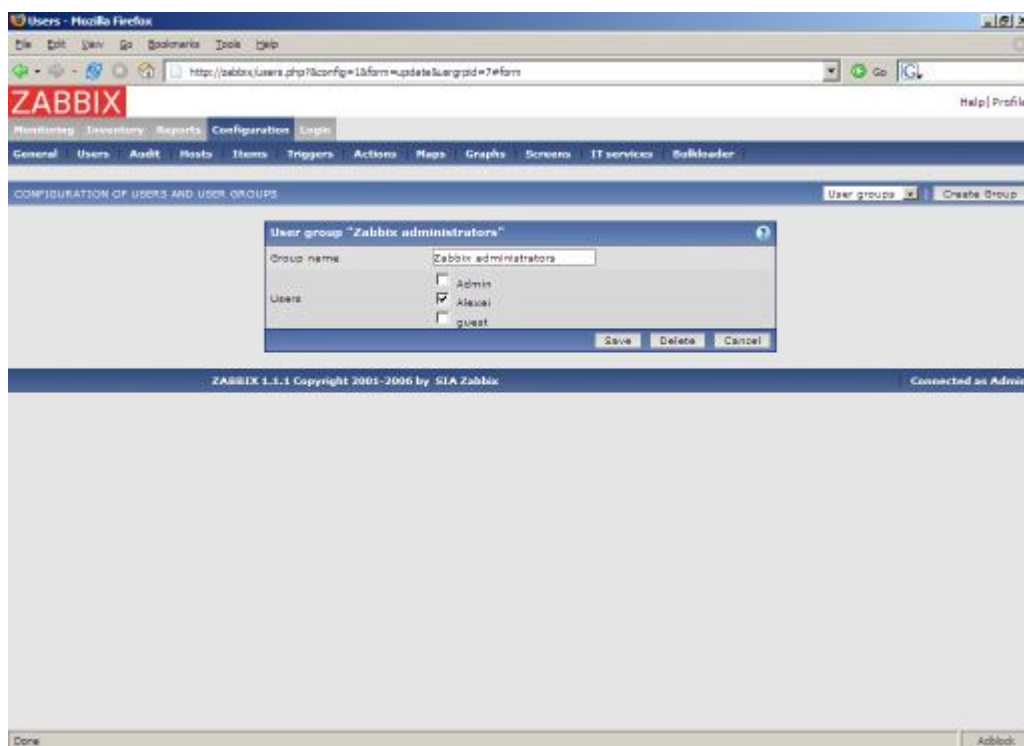 Users - Mozilla Firefox
File Edit View Go Bookmarks Tools Help
http://zabbix/users.php?&config=1&form=update&usrgrpid=7#form Go
ZABBIX
Help | Profile
Monitoring Inventory Reports Configuration Login
General Users Audit Hosts Items Triggers Actions Maps Graphs Screens IT services Bulkloader
CONFIGURATION OF USERS AND USER GROUPS User groups Create Group
User group "Zabbix administrators"
Group name Zabbix administrators
Users
Admin
Alexei
guest
Save Delete Cancel
ZABBIX 1.1.1 Copyright 2001-2006 by SIA Zabbix Connected as Admin
Done Adblock